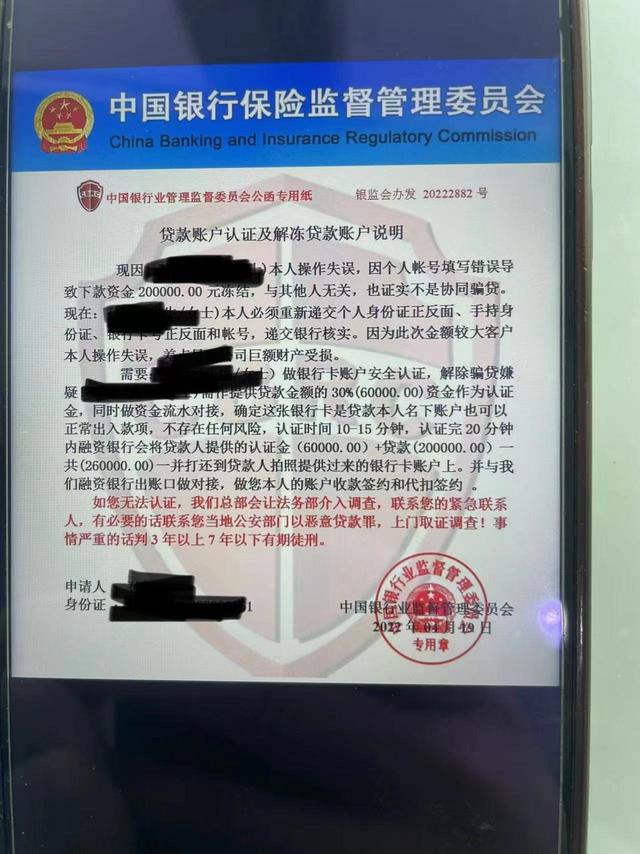 中国银行保险监督管理委员会
China Banking and Insurance Regulatory Commission
中国银行业管理监督委员会公函专用纸 银监会办发 20222882 号
贷款账户认证及解冻贷款账户说明
现因 )本人操作失误，因个人帐号填写错误导
致下款资金 200000.00 元冻结，与其他人无关，也证实不是协同骗贷。
现在： 本人必须重新递交个人身份证正反面、手持身
份证、银行卡号正反面和帐号，递交银行核实。因为此次金额较大客户
本人操作失误， 司巨额财产受损。
需要 做银行卡账户安全认证，解除骗贷嫌
疑 需作提供贷款金额的 30%(60000.00)资金作为认证
金，同时做资金流水对接，确定这张银行卡是贷款本人名下账户也可以
正常出入款项，不存在任何风险，认证时间 10-15 分钟，认证完 20 分钟
内融资银行会将贷款人提供的认证金（60000.00）+贷款(200000.00) 一
共(260000.00)一并打还到贷款人拍照提供过来的银行卡账户上。并与我
们融资银行出账口做对接，做您本人的账户收款签约和代扣签约 。
如您无法认证，我们总部会让法务部介入调查，联系您的紧急联系
人，有必要的话联系您当地公安部门以恶意贷款罪，上门取证调查！事
情严重的话判 3 年以上 7 年以下有期徒刑。
申请人
身份证 1 中国银行业监督管理委员会
2022 年 04 月 19 日
中国银行业监督管理委员会
专用章